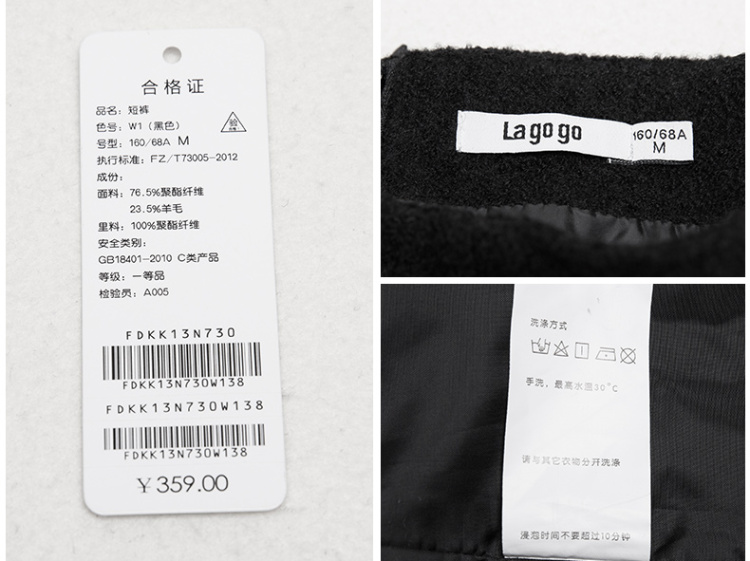 合格证
品名：短裤
色号：W1（黑色）
号型：160/68A M
执行标准：FZ/T73005-2012
成份：
面料：76.5%聚酯纤维
23.5%羊毛
里料：100%聚酯纤维
安全类别：
GB18401-2010 C类产品
等级：一等品
检验员：A005
验
FDKK13N730
FDKK13N730W138
FDKK13N730W138
FDKK13N730W138
￥359.00
Lagogo
160/68A
M
洗涤方式
手洗，最高水温30°C
请与其它衣物分开洗涤
浸泡时间不要超过10分钟